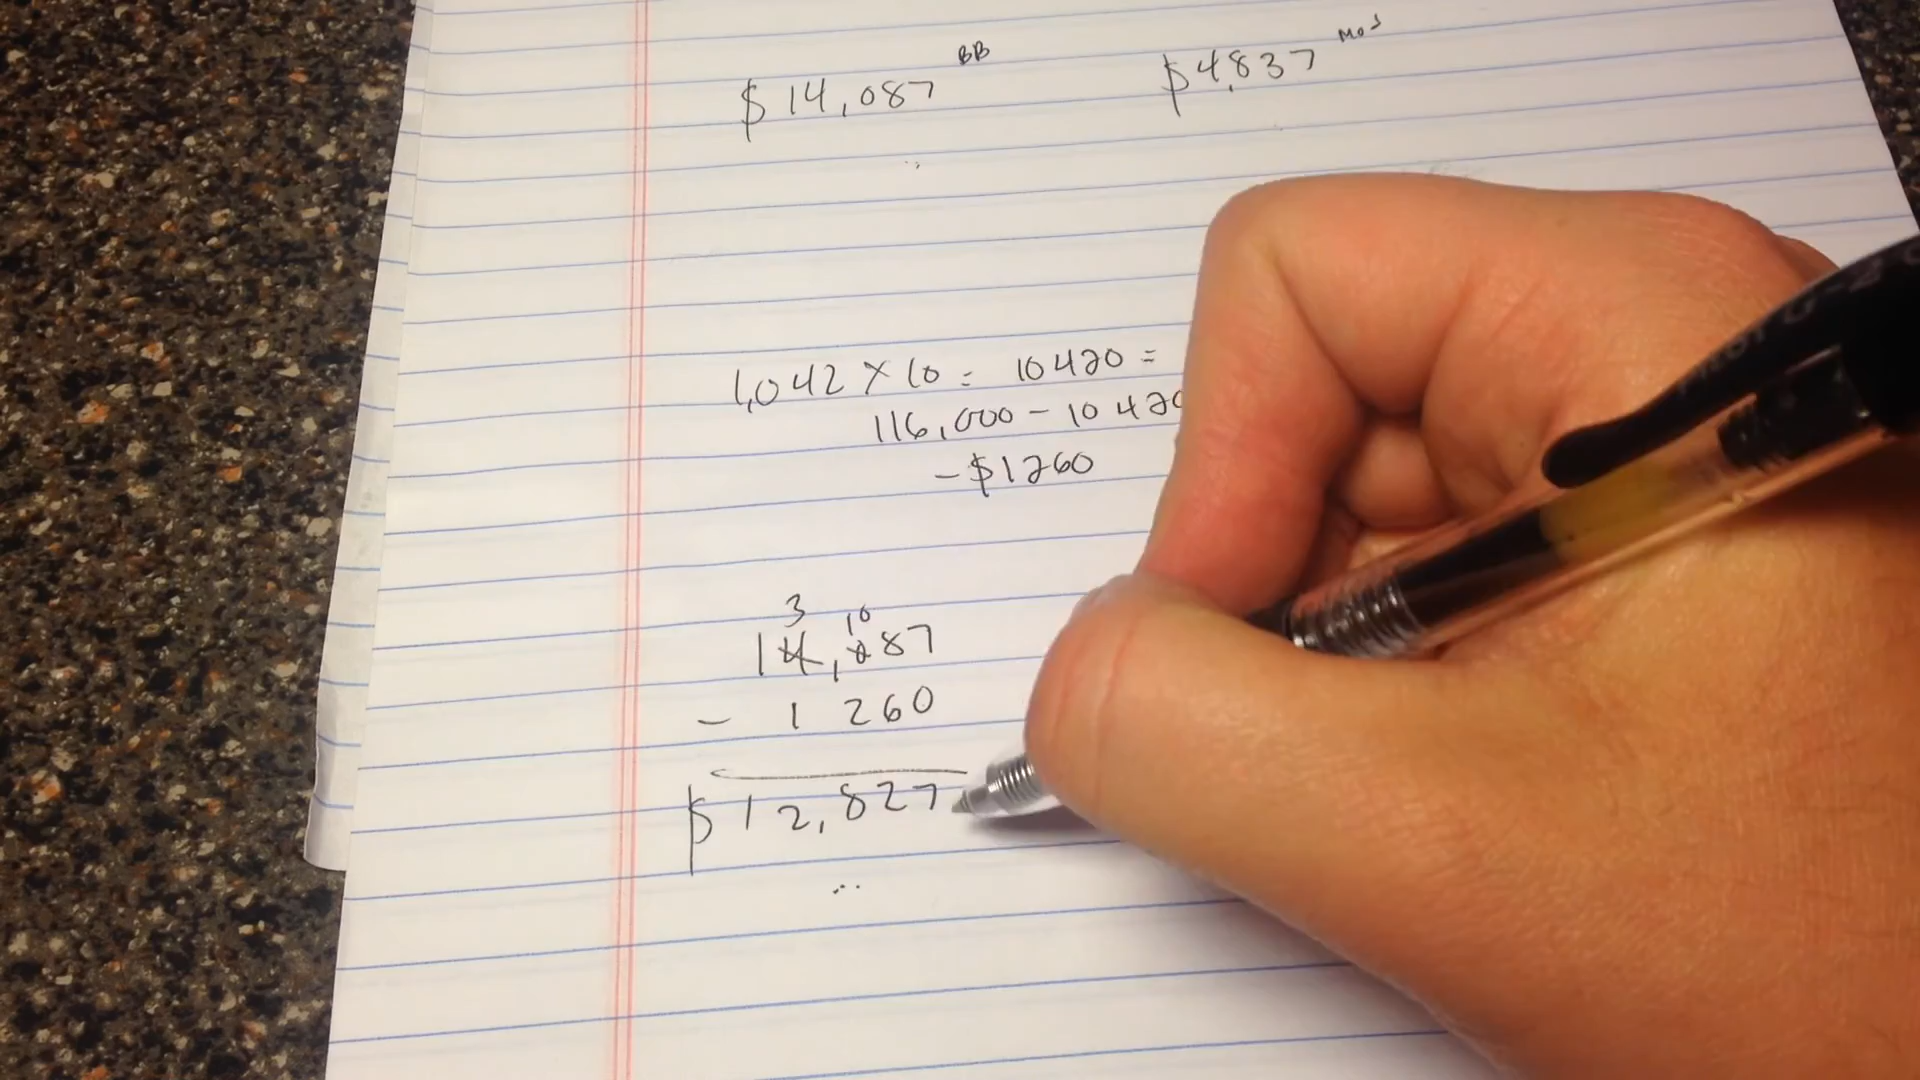 $14,087 BB $4,837 MOJ
1,042 X 10 = 10420 =
116,000 - 10420
-$1260
3 10
14,087
- 1 260
$12,827